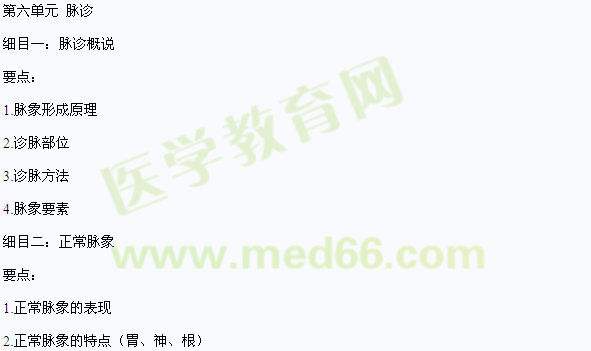 第六单元 脉诊
细目一：脉诊概说
要点：
1.脉象形成原理
2.诊脉部位
3.诊脉方法
4.脉象要素
细目二：正常脉象
要点：
1.正常脉象的表现
2.正常脉象的特点（胃、神、根）
医学教育网
www.med66.com